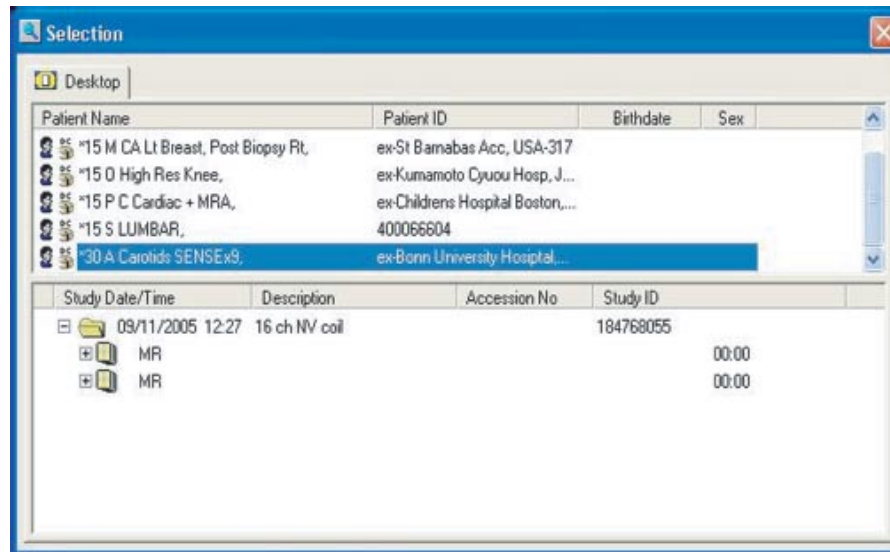 Selection
Desktop
Patient Name Patient ID Birthdate Sex
*15 M CA Lt Breast, Post Biopsy Rt, ex-St Barnabas Acc, USA-317
*15 O High Res Knee, ex-Kumamoto Cyuou Hosp, J...
*15 P C Cardiac + MRA, ex-Childrens Hospital Boston,...
*15 S LUMBAR, 400066604
*30 A Carotids SENSEx9, ex-Bonn University Hosiptal,...
Study Date/Time Description Accession No Study ID
09/11/2005 12:27 16 ch NV coil 184768055
MR 00:00
MR 00:00